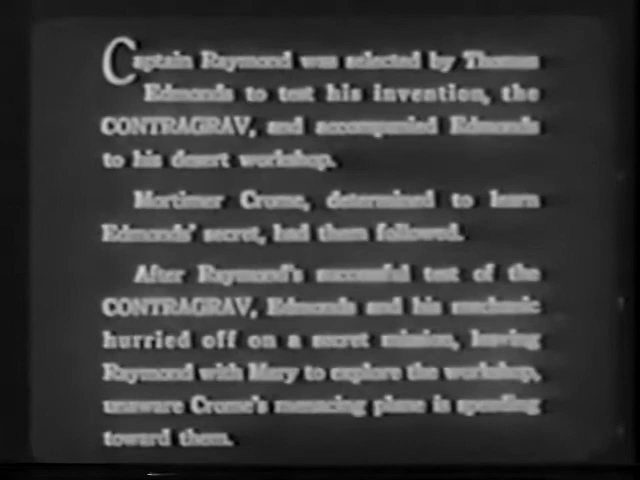 Captain Raymond was selected by Thomas
Edmonds to test his invention, the
CONTRAGRAV, and accompanied Edmonds
to his desert workshop.
Mortimer Crome, determined to learn
Edmonds' secret, had them followed.
After Raymond's successful test of the
CONTRAGRAV, Edmonds and his mechanic
hurried off on a secret mission, leaving
Raymond with Mary to explore the workshop,
unaware Crome's menacing plane is speeding
toward them.